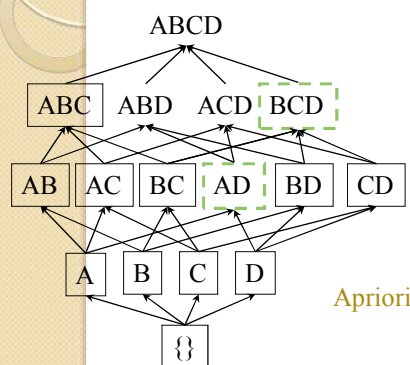 ABCD
ABC ABD ACD BCD
AB AC BC AD BD CD
A B C D
Apriori
{}